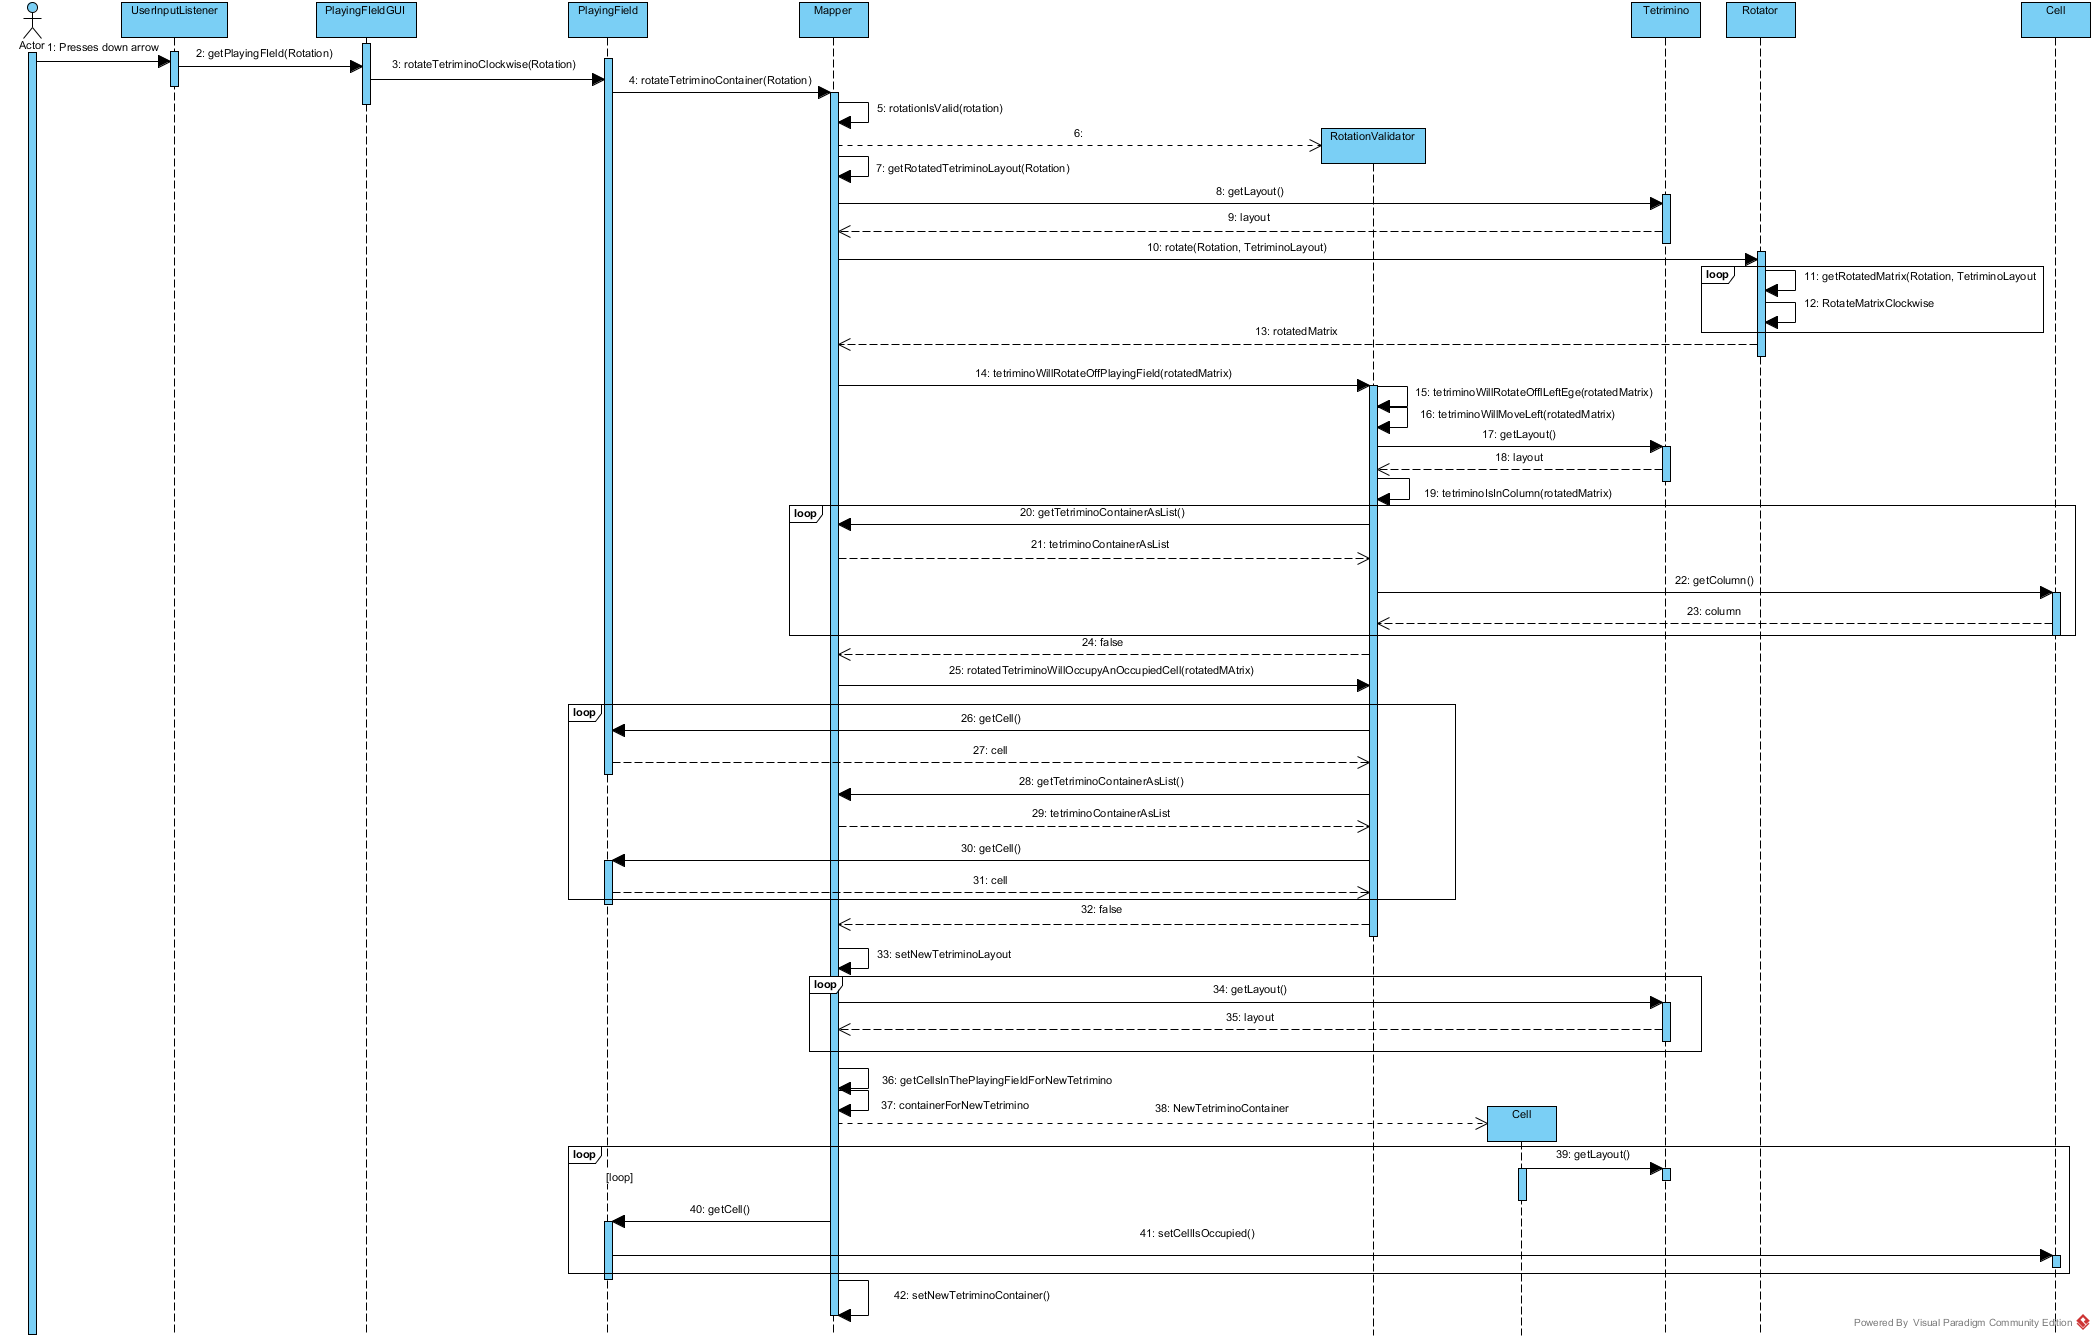 UserInputListener
PlayingFIeldGUI
PlayingField
Mapper
Tetrimino
Rotator
Cell
Actor
1: Presses down arrow
2: getPlayingFIeld(Rotation)
3: rotateTetriminoClockwise(Rotation)
4: rotateTetriminoContainer(Rotation)
5: rotationIsValid(rotation)
6:
RotationValidator
7: getRotatedTetriminoLayout(Rotation)
8: getLayout()
9: layout
10: rotate(Rotation, TetriminoLayout)
loop
11: getRotatedMatrix(Rotation, TetriminoLayout
12: RotateMatrixClockwise
13: rotatedMatrix
14: tetriminoWillRotateOffPlayingField(rotatedMatrix)
15: tetriminoWillRotateOfflLeftEge(rotatedMatrix)
16: tetriminoWillMoveLeft(rotatedMatrix)
17: getLayout()
18: layout
19: tetriminoIsInColumn(rotatedMatrix)
loop
20: getTetriminoContainerAsList()
21: tetriminoContainerAsList
22: getColumn()
23: column
24: false
25: rotatedTetriminoWillOccupyAnOccupiedCell(rotatedMAtrix)
loop
26: getCell()
27: cell
28: getTetriminoContainerAsList()
29: tetriminoContainerAsList
30: getCell()
31: cell
32: false
33: setNewTetriminoLayout
loop
34: getLayout()
35: layout
36: getCellsInThePlayingFieldForNewTetrimino
37: containerForNewTetrimino
38: NewTetriminoContainer
Cell
loop
39: getLayout()
[loop]
40: getCell()
41: setCellIsOccupied()
42: setNewTetriminoContainer()
Powered By Visual Paradigm Community Edition